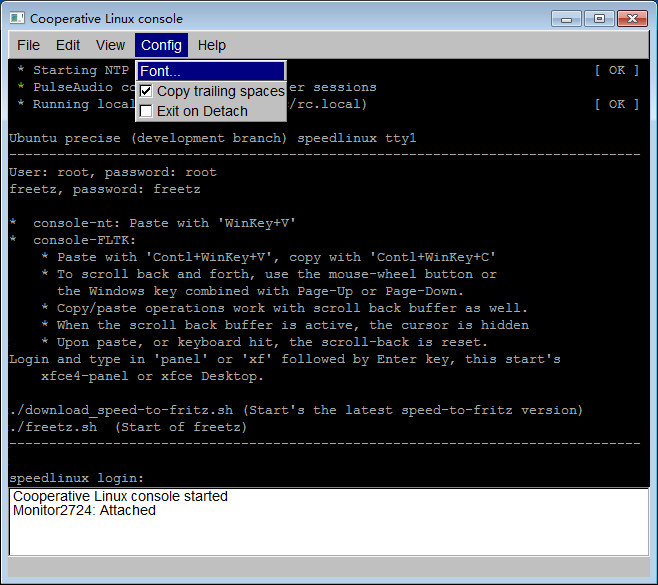 Cooperative Linux console
File Edit View Config Help
* Starting NTP [ OK ]
Font...
* PulseAudio co er sessions
Copy trailing spaces
* Running local /rc.local) [ OK ]
Exit on Detach
Ubuntu precise (development branch) speedlinux tty1
--------------------------------------------------------------------------------
User: root, password: root
freetz, password: freetz
* console-nt: Paste with 'WinKey+V'
* console-FLTK:
* Paste with 'Contl+WinKey+V', copy with 'Contl+WinKey+C'
* To scroll back and forth, use the mouse-wheel button or
the Windows key combined with Page-Up or Page-Down.
* Copy/paste operations work with scroll back buffer as well.
* When the scroll back buffer is active, the cursor is hidden
* Upon paste, or keyboard hit, the scroll-back is reset.
Login and type in 'panel' or 'xf' followed by Enter key, this start's
xfce4-panel or xfce Desktop.
./download_speed-to-fritz.sh (Start's the latest speed-to-fritz version)
./freetz.sh (Start of freetz)
--------------------------------------------------------------------------------
speedlinux login:
Cooperative Linux console started
Monitor2724: Attached